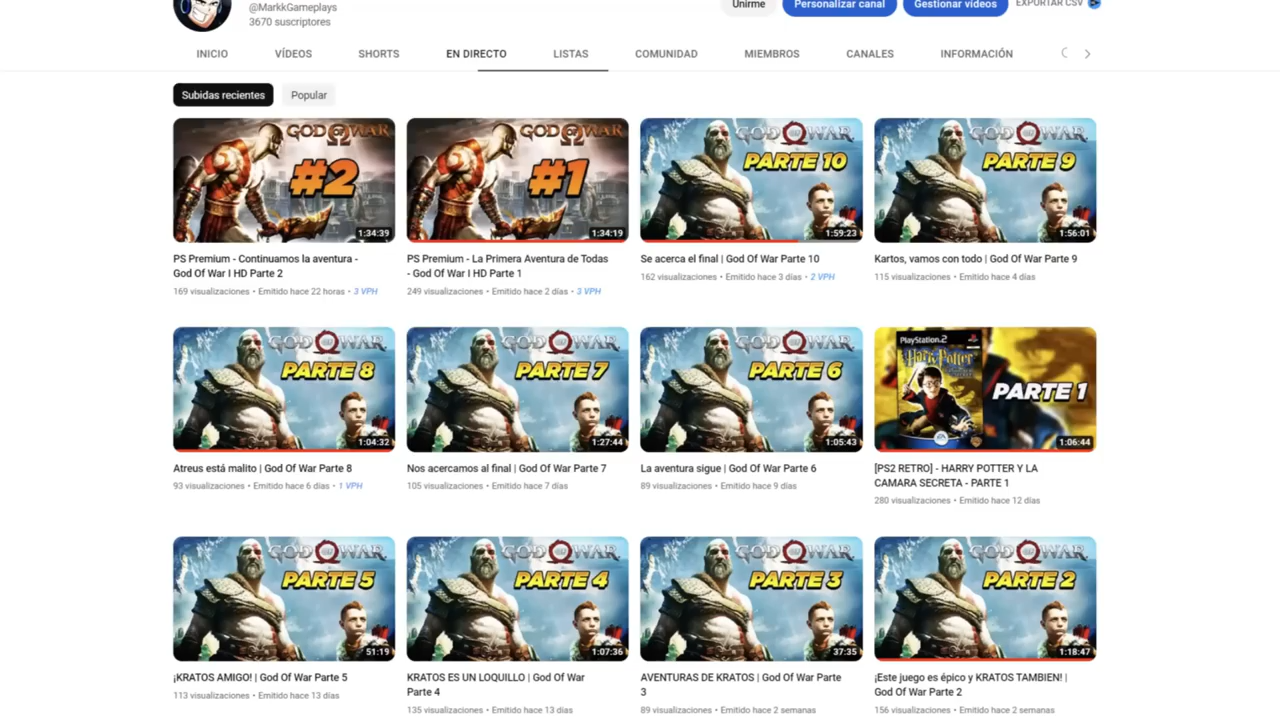 @MarkkGameplays
3670 suscriptores
Unirme
Personalizar canal
Gestionar vídeos
EXPORTAR CSV
INICIO VÍDEOS SHORTS EN DIRECTO LISTAS COMUNIDAD MIEMBROS CANALES INFORMACIÓN
Subidas recientes Popular
GOD OF WAR
#2
1:34:39
PS Premium - Continuamos la aventura -
God Of War I HD Parte 2
169 visualizaciones • Emitido hace 22 horas • 3 VPH
GOD OF WAR
#1
1:34:19
PS Premium - La Primera Aventura de Todas
- God Of War I HD Parte 1
249 visualizaciones • Emitido hace 2 días • 3 VPH
GOD OF WAR
PARTE 10
1:59:23
Se acerca el final | God Of War Parte 10
162 visualizaciones • Emitido hace 3 días • 2 VPH
GOD OF WAR
PARTE 9
1:56:01
Kartos, vamos con todo | God Of War Parte 9
115 visualizaciones • Emitido hace 4 días
GOD OF WAR
PARTE 8
1:04:32
Atreus está malito | God Of War Parte 8
93 visualizaciones • Emitido hace 6 días • 1 VPH
GOD OF WAR
PARTE 7
1:27:44
Nos acercamos al final | God Of War Parte 7
105 visualizaciones • Emitido hace 7 días
GOD OF WAR
PARTE 6
1:05:43
La aventura sigue | God Of War Parte 6
89 visualizaciones • Emitido hace 9 días
PlayStation 2
Harry Potter
PARTE 1
1:06:44
[PS2 RETRO] - HARRY POTTER Y LA
CAMARA SECRETA - PARTE 1
280 visualizaciones • Emitido hace 12 días
GOD OF WAR
PARTE 5
51:19
¡KRATOS AMIGO! | God Of War Parte 5
113 visualizaciones • Emitido hace 13 días
GOD OF WAR
PARTE 4
1:07:36
KRATOS ES UN LOQUILLO | God Of War
Parte 4
135 visualizaciones • Emitido hace 13 días
GOD OF WAR
PARTE 3
37:35
AVENTURAS DE KRATOS | God Of War Parte
3
89 visualizaciones • Emitido hace 2 semanas
GOD OF WAR
PARTE 2
1:18:47
¡Este juego es épico y KRATOS TAMBIEN! |
God Of War Parte 2
156 visualizaciones • Emitido hace 2 semanas